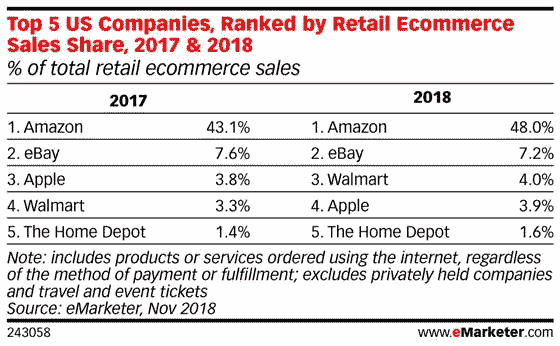 Top 5 US Companies, Ranked by Retail Ecommerce
Sales Share, 2017 & 2018
% of total retail ecommerce sales
2017 2018
1. Amazon 43.1% 1. Amazon 48.0%
2. eBay 7.6% 2. eBay 7.2%
3. Apple 3.8% 3. Walmart 4.0%
4. Walmart 3.3% 4. Apple 3.9%
5. The Home Depot 1.4% 5. The Home Depot 1.6%
Note: includes products or services ordered using the internet, regardless
of the method of payment or fulfillment; excludes privately held companies
and travel and event tickets
Source: eMarketer, Nov 2018
243058 www.eMarketer.com